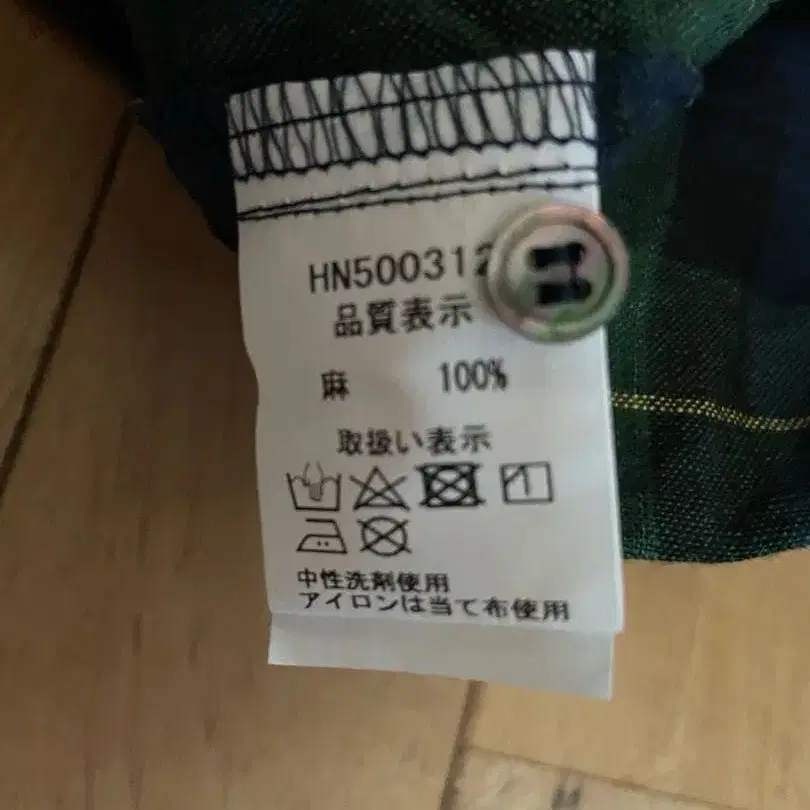 HN500312
品質表示
麻 100%
取扱い表示
中性洗剤使用
アイロンは当て布使用